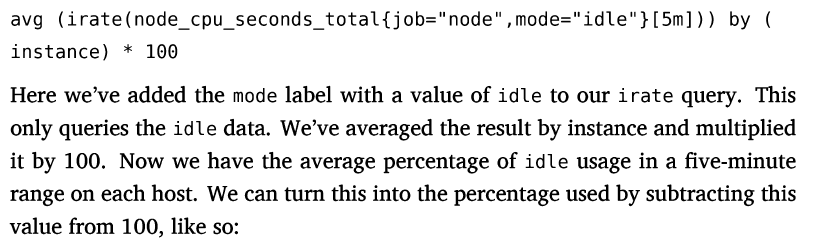 avg (irate(node_cpu_seconds_total{job="node",mode="idle"}[5m])) by (
instance) * 100
Here we’ve added the mode label with a value of idle to our irate query. This
only queries the idle data. We’ve averaged the result by instance and multiplied
it by 100. Now we have the average percentage of idle usage in a five-minute
range on each host. We can turn this into the percentage used by subtracting this
value from 100, like so: